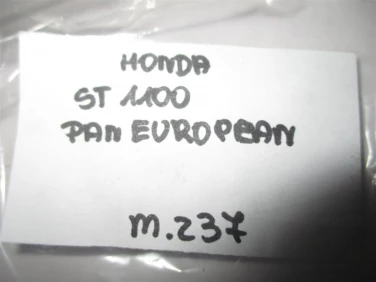 HONDA
ST 1100
PAN EUROPEAN
m.237